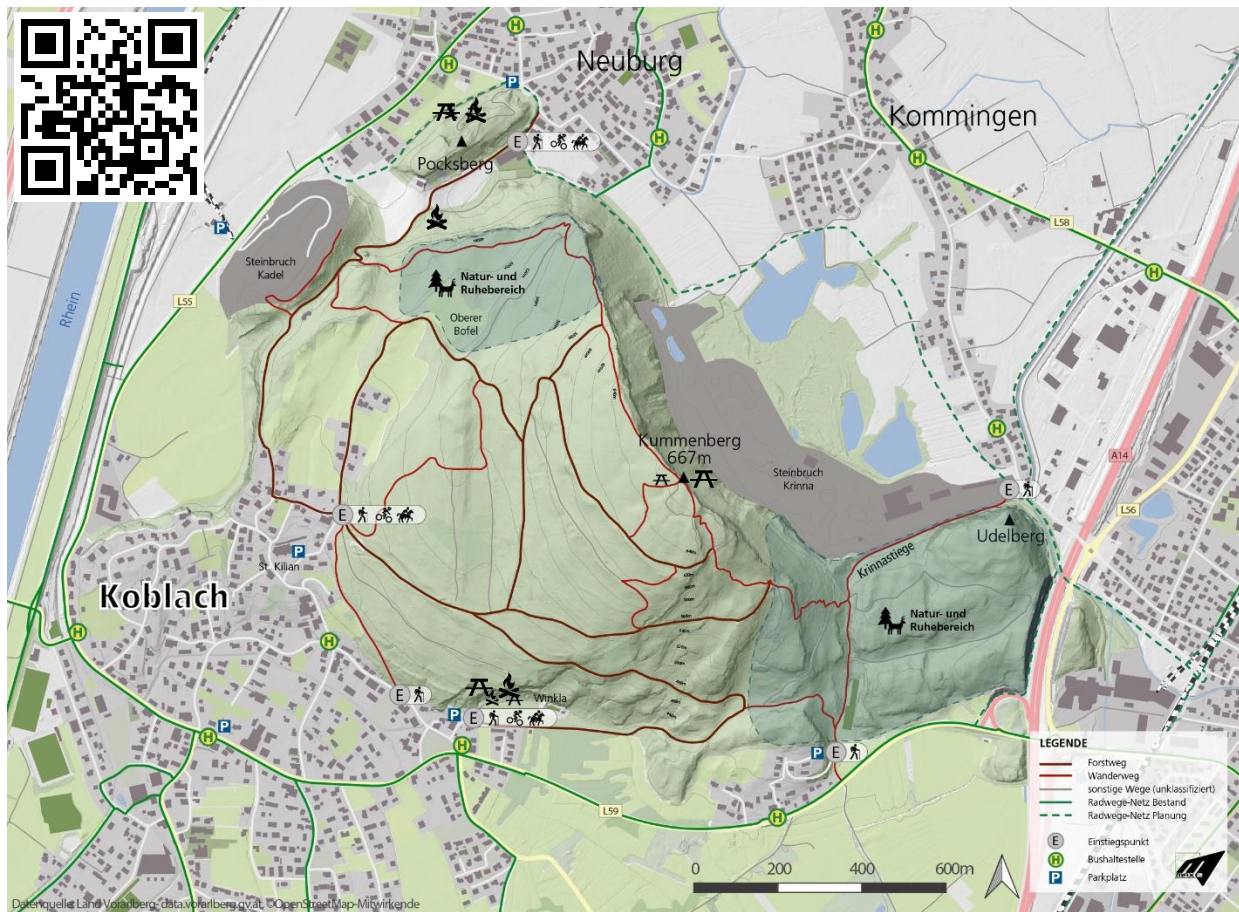 Neuburg
Kommingen
Pocksberg
L58
Steinbruch
Kadel
L55
Rhein
Natur- und
Ruhebereich
Oberer
Bofel
Kummenberg
667m
Steinbruch
Krinna
A14
L56
Udelberg
Krinnastiege
St. Kilian
Koblach
Natur- und
Ruhebereich
Winkla
L59
LEGENDE
Forstweg
Wanderweg
sonstige Wege (unklassifiziert)
Radwege-Netz Bestand
Radwege-Netz Planung
E Einstiegspunkt
H Bushaltestelle
P Parkplatz
0 200 400 600m
Datenquelle: Land Vorarlberg- data.vorarlberg.gv.at, ©OpenStreetMap-Mitwirkende